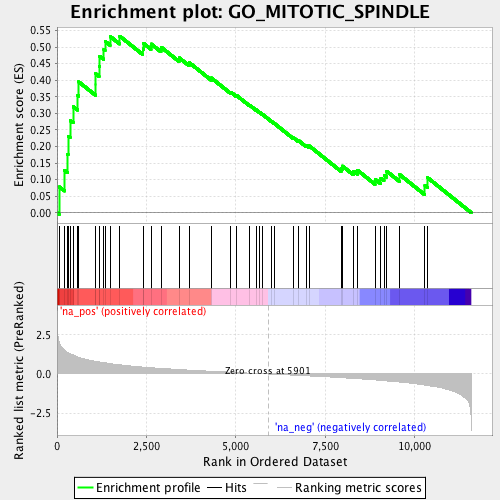 Enrichment plot: GO_MITOTIC_SPINDLE
Enrichment score (ES)
0.55
0.50
0.45
0.40
0.35
0.30
0.25
0.20
0.15
0.10
0.05
0.00
'na_pos' (positively correlated)
Ranked list metric (PreRanked)
2.5
0.0
-2.5
Zero cross at 5901
'na_neg' (negatively correlated)
0
2,500
5,000
7,500
10,000
Rank in Ordered Dataset
Enrichment profile
Hits
Ranking metric scores